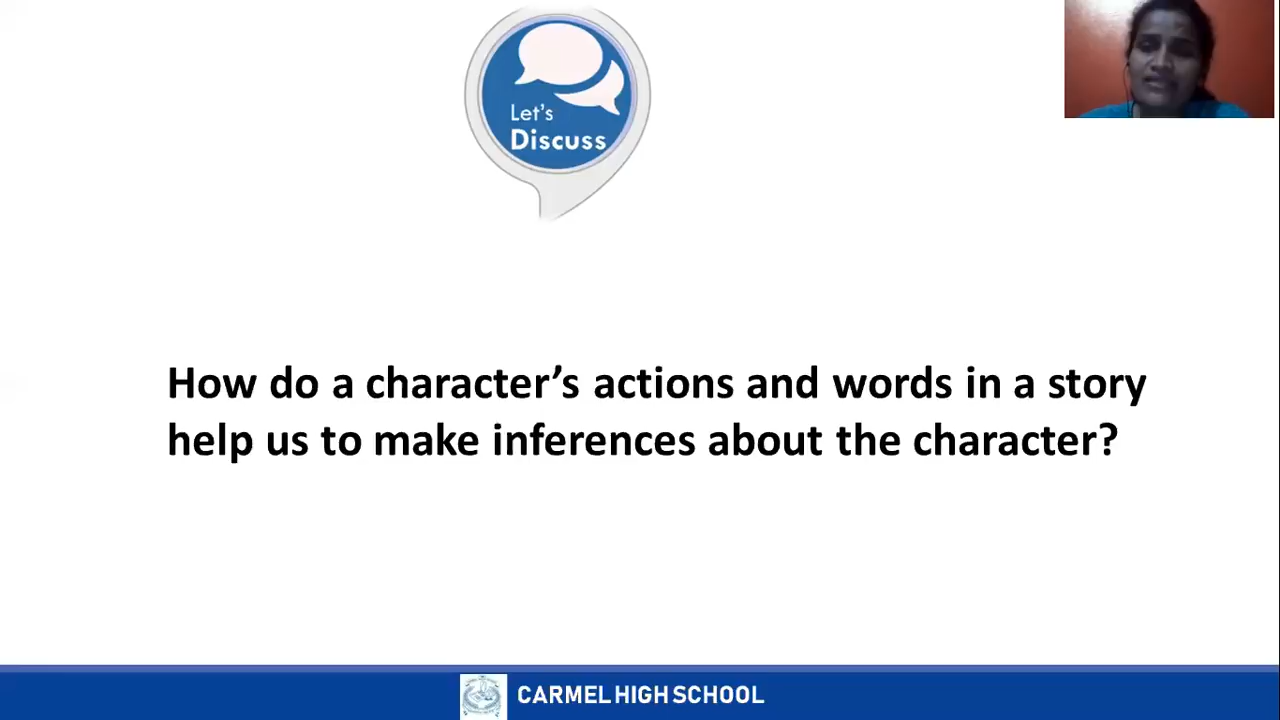 Let's
Discuss
How do a character’s actions and words in a story
help us to make inferences about the character?
CARMEL HIGH SCHOOL